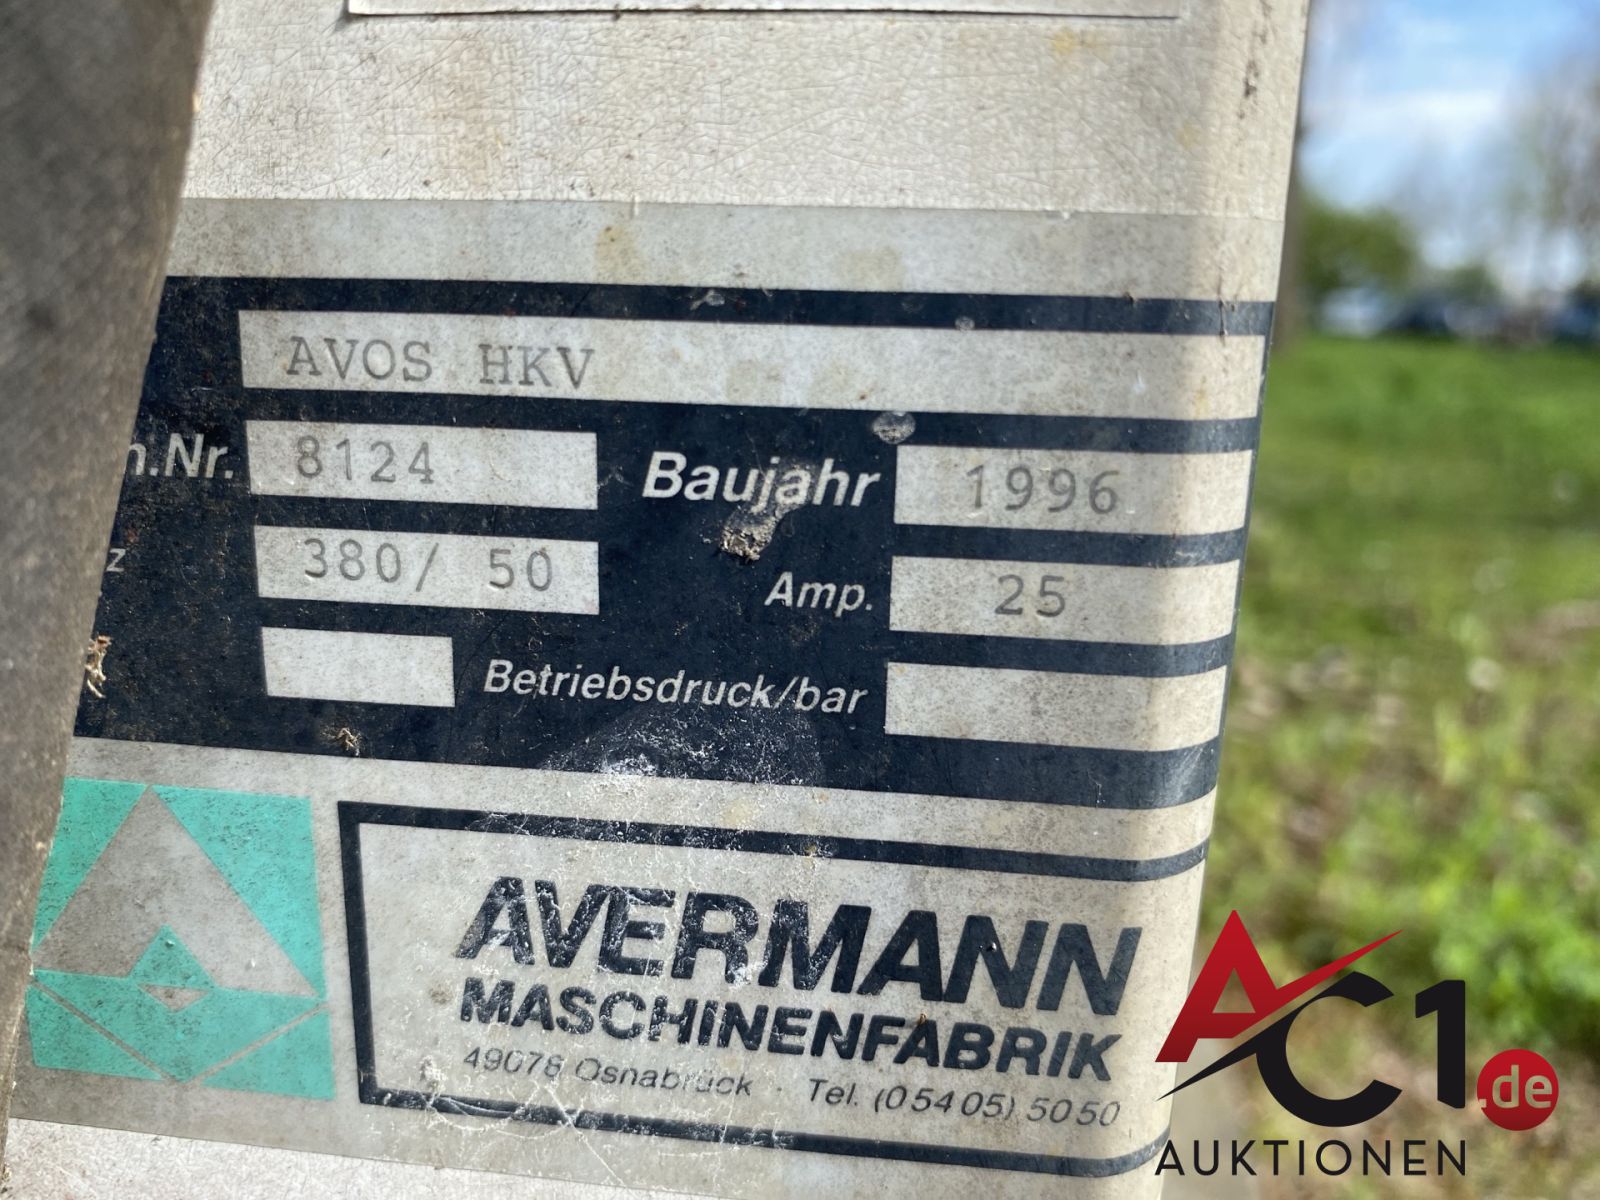 AVOS HKV
n.Nr. 8124 Baujahr 1996
z 380/ 50 Amp. 25
Betriebsdruck/bar
AVERMANN
MASCHINENFABRIK
49078 Osnabrück · Tel. (05405) 5050
AC1.de
AUKTIONEN